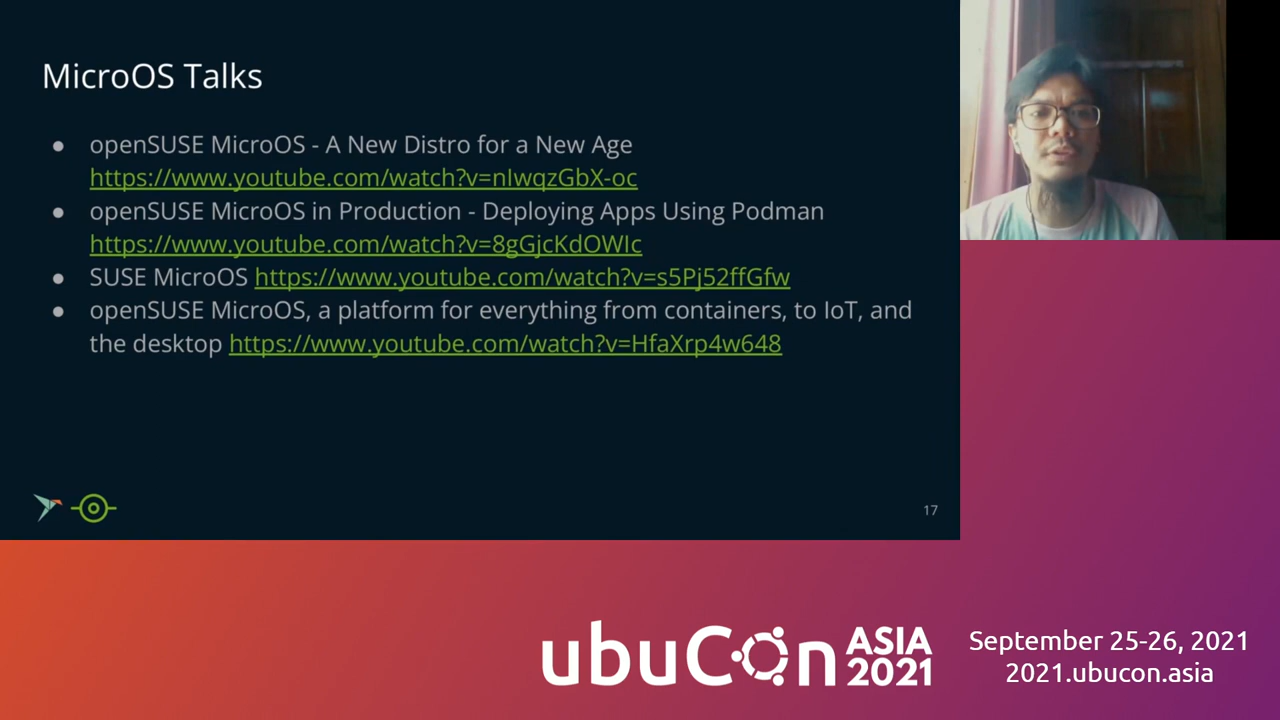 MicroOS Talks
● openSUSE MicroOS - A New Distro for a New Age
https://www.youtube.com/watch?v=nIwqzGbX-oc
● openSUSE MicroOS in Production - Deploying Apps Using Podman
https://www.youtube.com/watch?v=8gGjcKdOWIc
● SUSE MicroOS https://www.youtube.com/watch?v=s5Pj52ffGfw
● openSUSE MicroOS, a platform for everything from containers, to IoT, and
the desktop https://www.youtube.com/watch?v=HfaXrp4w648
17
ubuCon ASIA 2021
September 25-26, 2021
2021.ubucon.asia